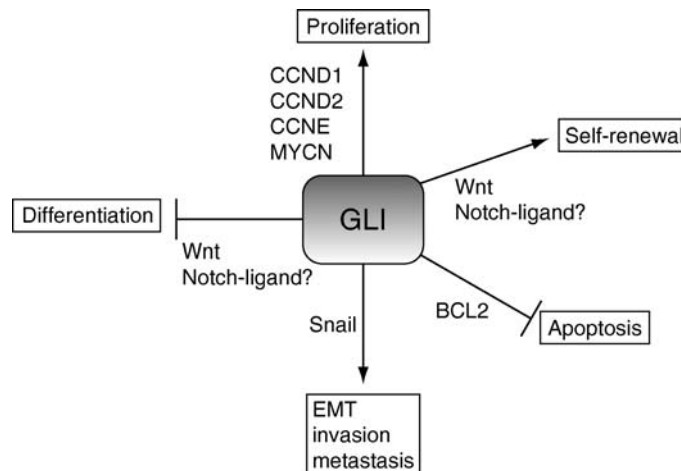 Proliferation
CCND1
CCND2
CCNE
MYCN
Self-renewal
Wnt
Notch-ligand?
GLI
Differentiation
Wnt
Notch-ligand?
BCL2
Apoptosis
Snail
EMT
invasion
metastasis